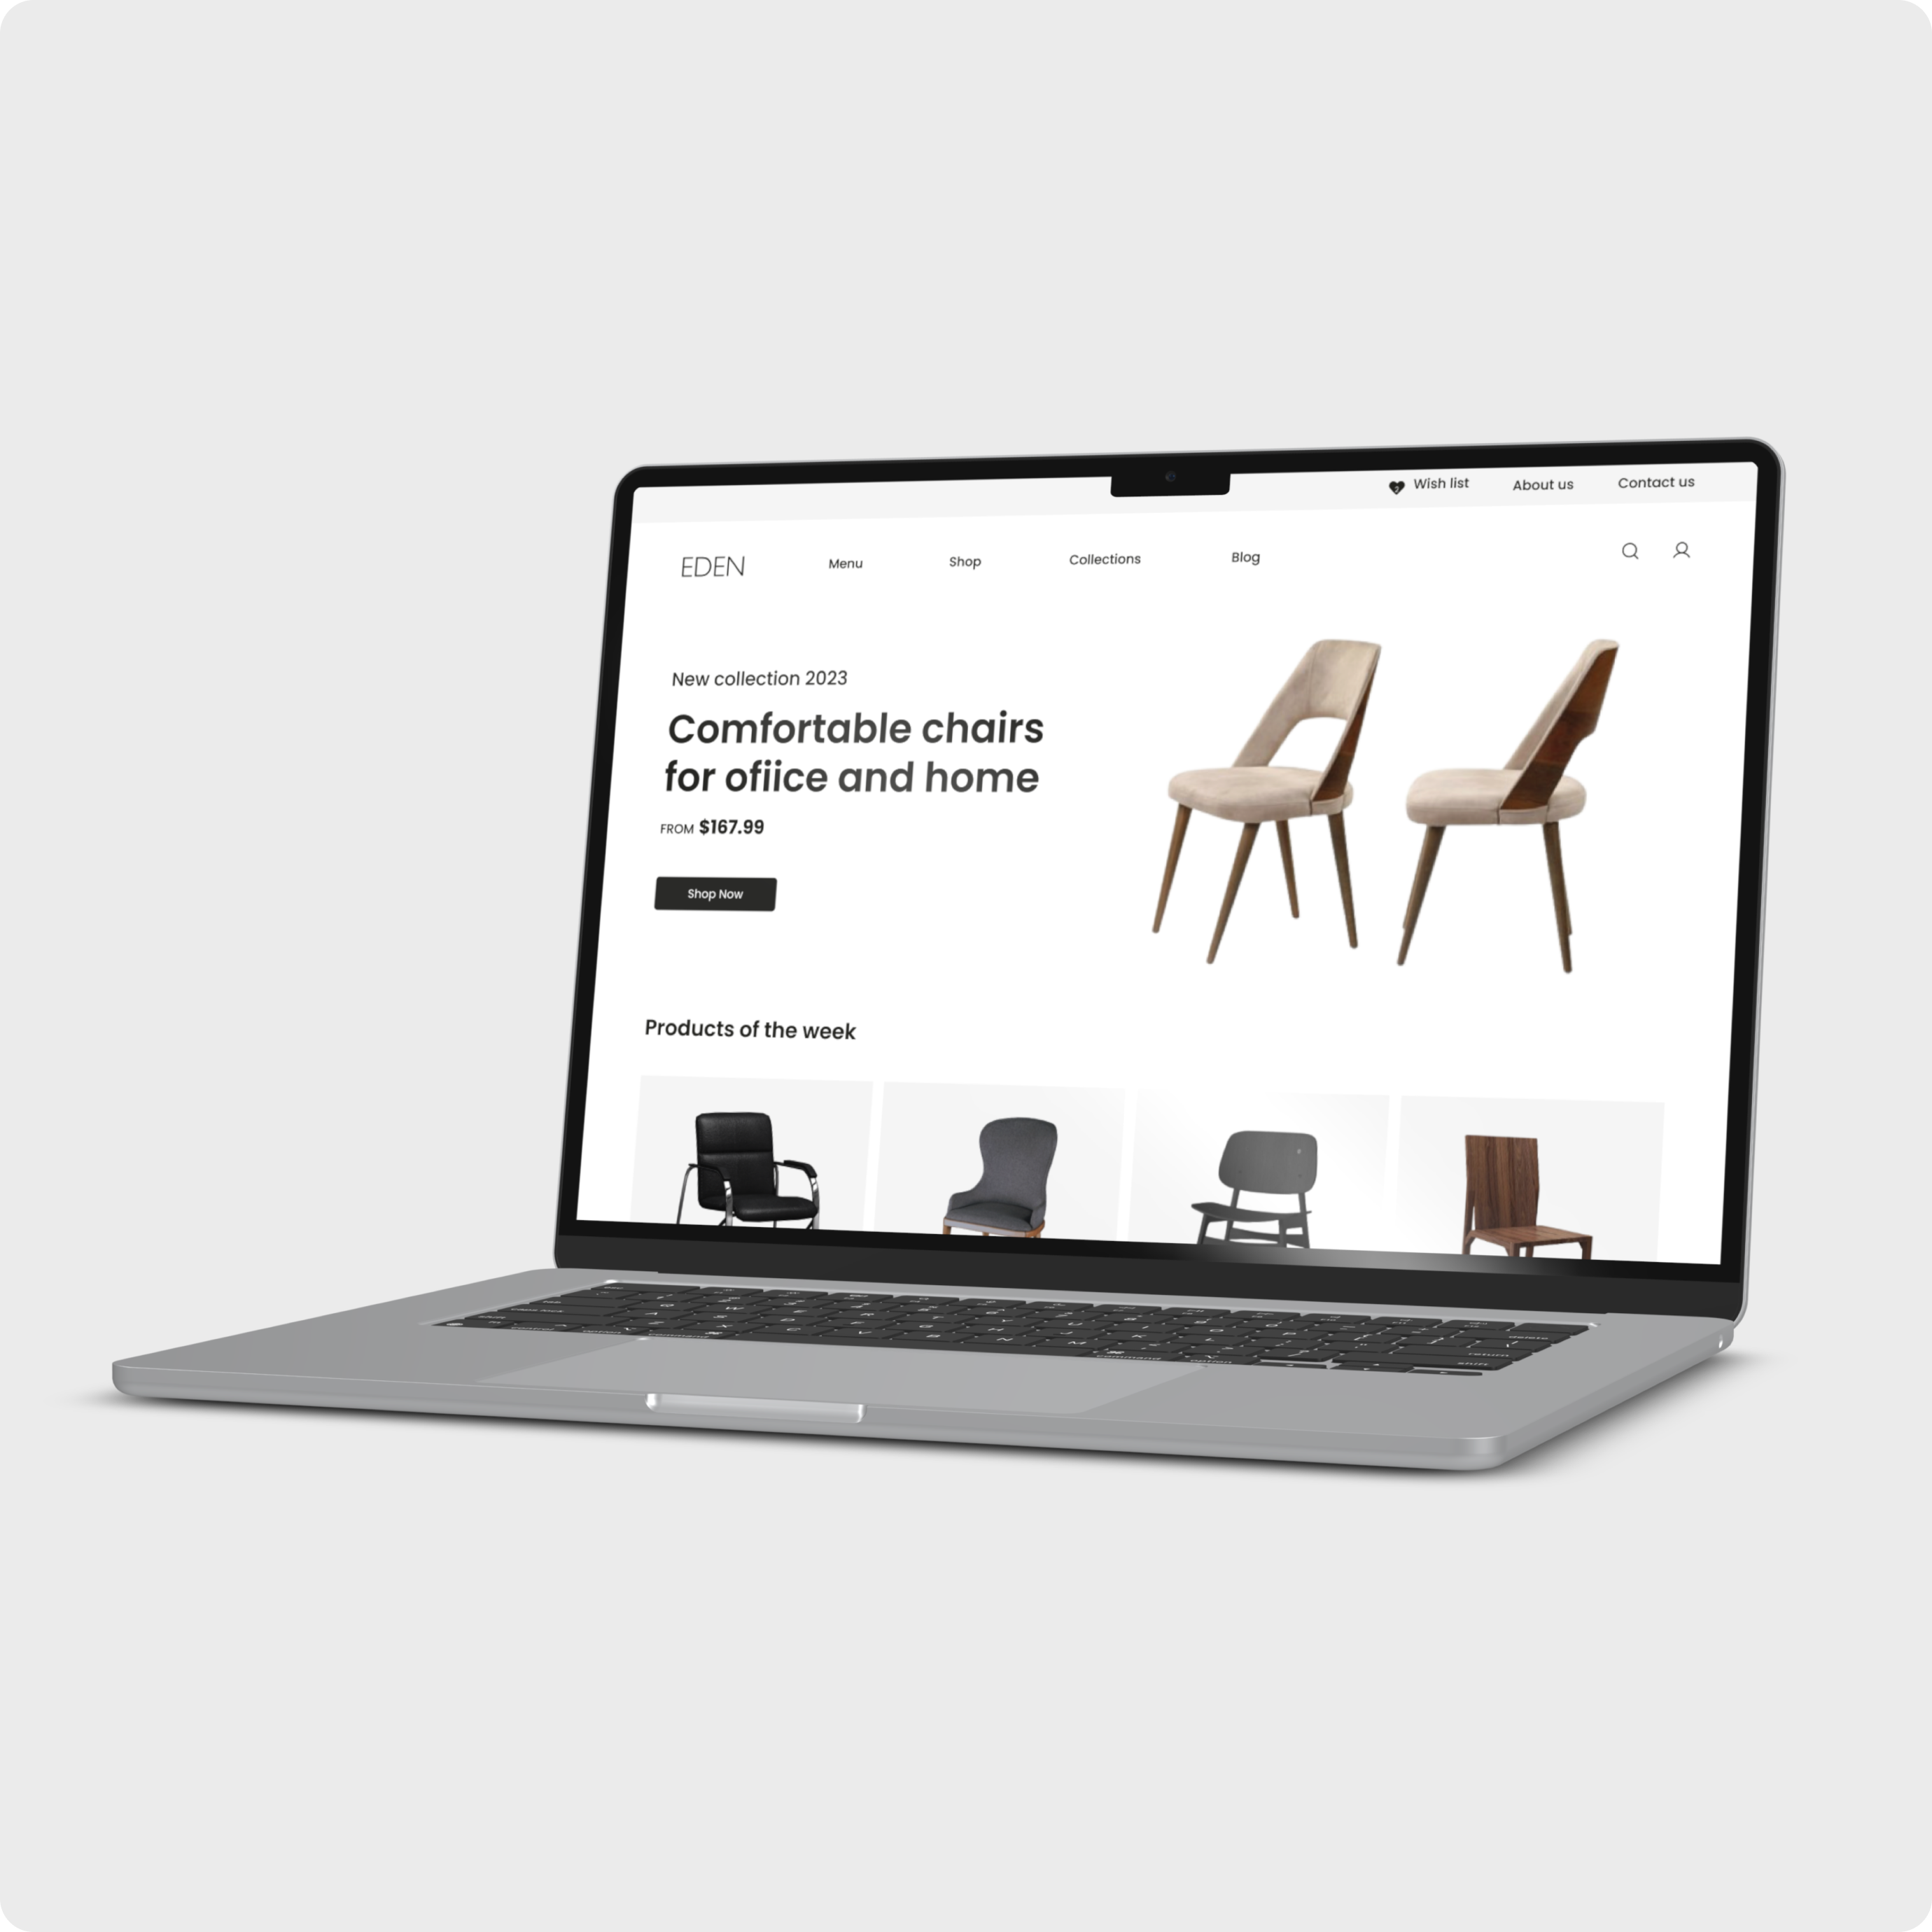 Wish list
About us
Contact us
EDEN
Menu
Shop
Collections
Blog
New collection 2023
Comfortable chairs
for ofiice and home
FROM $167.99
Shop Now
Products of the week